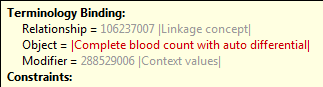 Terminology Binding:
Relationship = 106237007 |Linkage concept|
Object = |Complete blood count with auto differential|
Modifier = 288529006 |Context values|
Constraints: